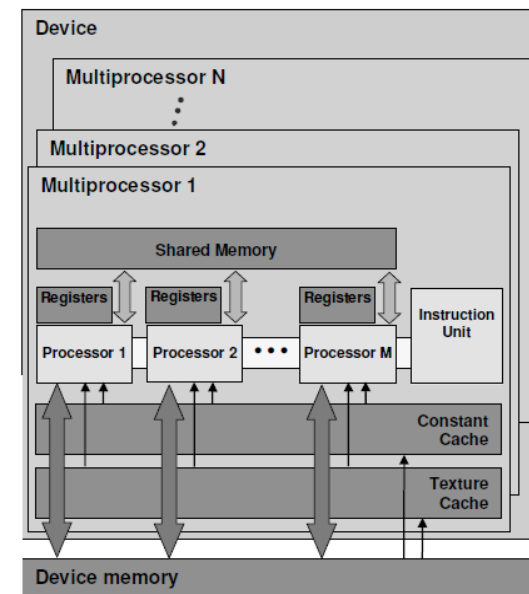 Device
Multiprocessor N
Multiprocessor 2
Multiprocessor 1
Shared Memory
Registers Registers Registers
Instruction
Unit
Processor 1 Processor 2 • • • Processor M
Constant
Cache
Texture
Cache
Device memory